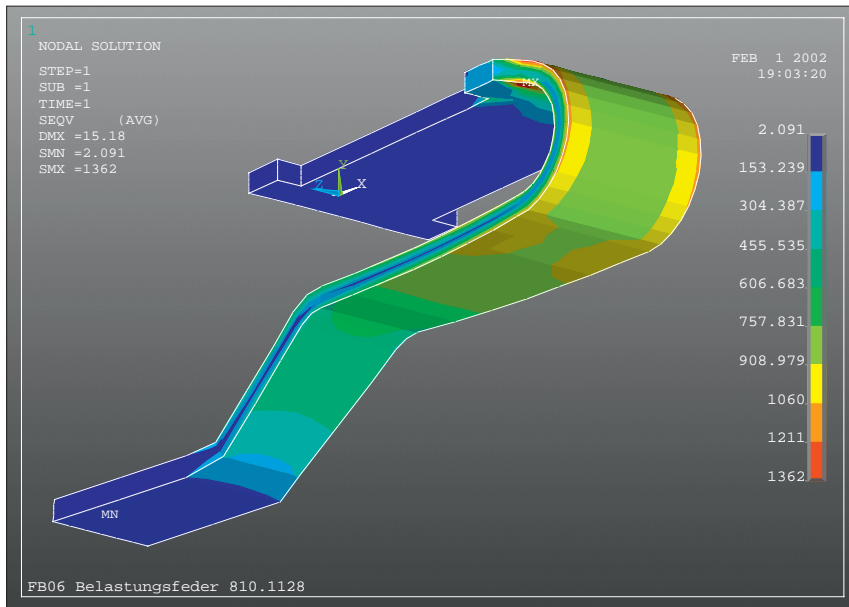 1
NODAL SOLUTION
STEP=1
SUB =1
TIME=1
SEQV     (AVG)
DMX =15.18
SMN =2.091
SMX =1362
FEB  1 2002
19:03:20
2.091
153.239
304.387
455.535
606.683
757.831
908.979
1060
1211
1362
MX
Y
Z
X
MN
FB06 Belastungsfeder 810.1128